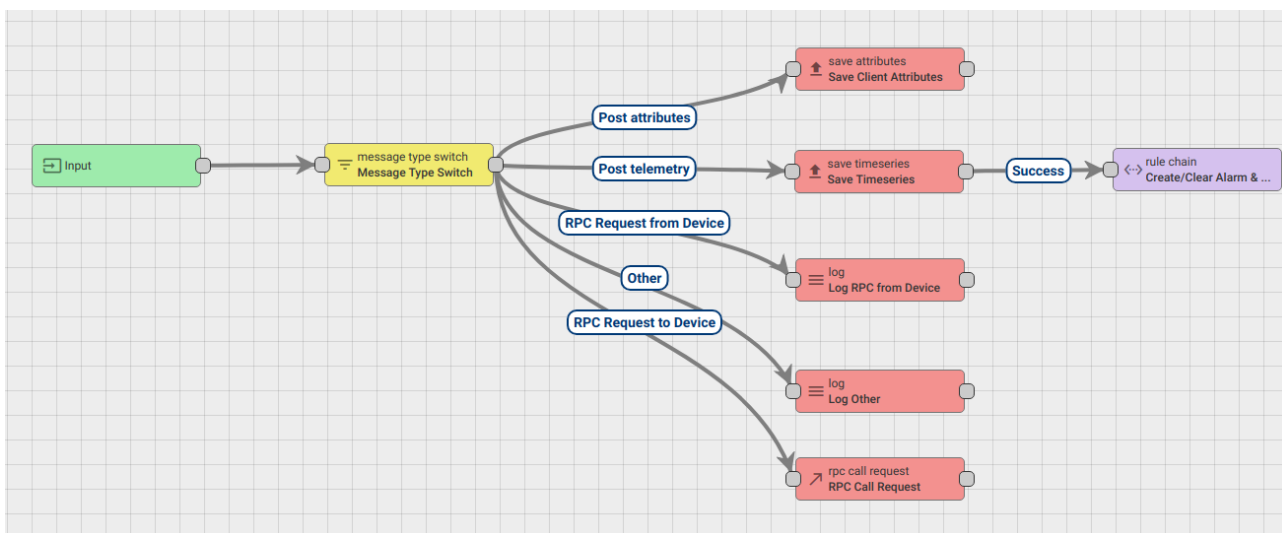 Input
message type switch
Message Type Switch
Post attributes
Post telemetry
RPC Request from Device
Other
RPC Request to Device
save attributes
Save Client Attributes
save timeseries
Save Timeseries
Success
rule chain
Create/Clear Alarm & ...
log
Log RPC from Device
log
Log Other
rpc call request
RPC Call Request